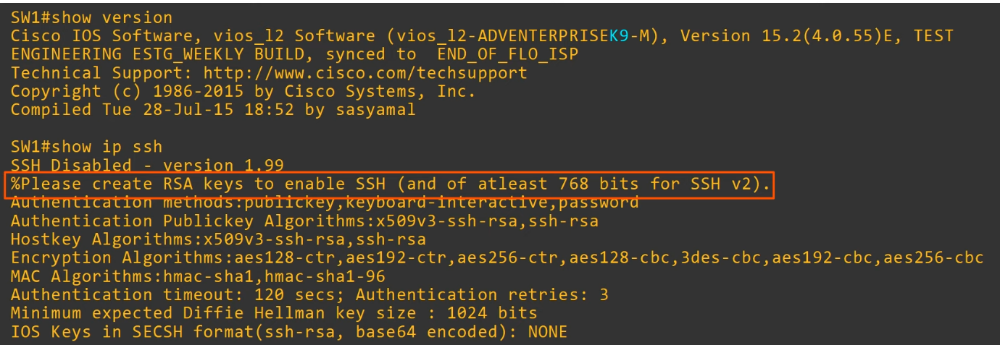 SW1#show version
Cisco IOS Software, vios_l2 Software (vios_l2-ADVENTERPRISEK9-M), Version 15.2(4.0.55)E, TEST
ENGINEERING ESTG_WEEKLY BUILD, synced to  END_OF_FLO_ISP
Technical Support: http://www.cisco.com/techsupport
Copyright (c) 1986-2015 by Cisco Systems, Inc.
Compiled Tue 28-Jul-15 18:52 by sasyamal
SW1#show ip ssh
SSH Disabled - version 1.99
%Please create RSA keys to enable SSH (and of atleast 768 bits for SSH v2).
Authentication methods:publickey,keyboard-interactive,password
Authentication Publickey Algorithms:x509v3-ssh-rsa,ssh-rsa
Hostkey Algorithms:x509v3-ssh-rsa,ssh-rsa
Encryption Algorithms:aes128-ctr,aes192-ctr,aes256-ctr,aes128-cbc,3des-cbc,aes192-cbc,aes256-cbc
MAC Algorithms:hmac-sha1,hmac-sha1-96
Authentication timeout: 120 secs; Authentication retries: 3
Minimum expected Diffie Hellman key size : 1024 bits
IOS Keys in SECSH format(ssh-rsa, base64 encoded): NONE